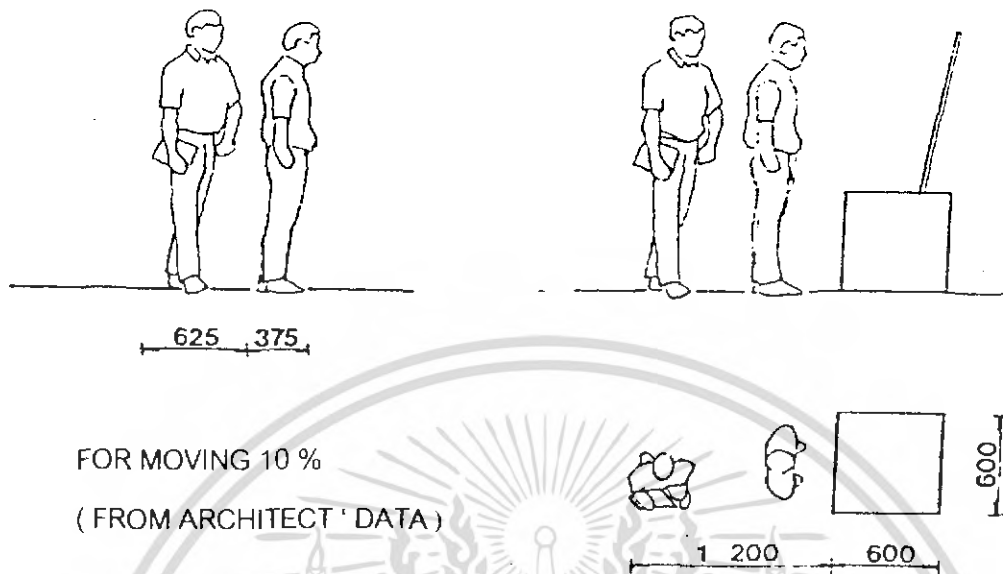 625 375
FOR MOVING 10 %
( FROM ARCHITECT ' DATA )
600
1 200 600